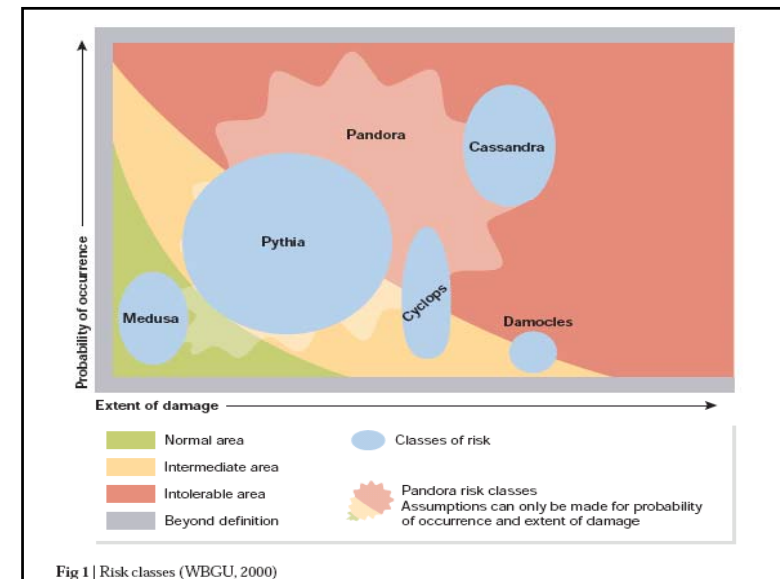 Probability of occurrence
Pandora
Cassandra
Pythia
Cyclops
Medusa
Damocles
Extent of damage
Normal area
Intermediate area
Intolerable area
Beyond definition
Classes of risk
Pandora risk classes
Assumptions can only be made for probability
of occurrence and extent of damage
Fig 1 | Risk classes (WBGU, 2000)